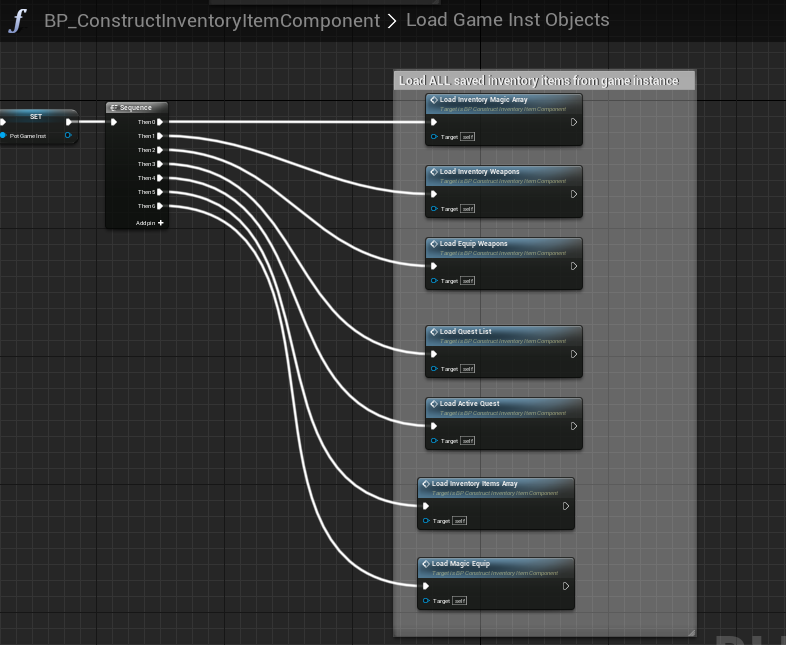 f BP_ConstructInventoryItemComponent > Load Game Inst Objects
Load ALL saved inventory items from game instance
SET
Pot Game Inst
Sequence
Then 0
Then 1
Then 2
Then 3
Then 4
Then 5
Then 6
Add pin +
Load Inventory Magic Array
Target is BP Construct Inventory Item Component
Target self
Load Inventory Weapons
Target is BP Construct Inventory Item Component
Target self
Load Equip Weapons
Target is BP Construct Inventory Item Component
Target self
Load Quest List
Target is BP Construct Inventory Item Component
Target self
Load Active Quest
Target is BP Construct Inventory Item Component
Target self
Load Inventory Items Array
Target is BP Construct Inventory Item Component
Target self
Load Magic Equip
Target is BP Construct Inventory Item Component
Target self